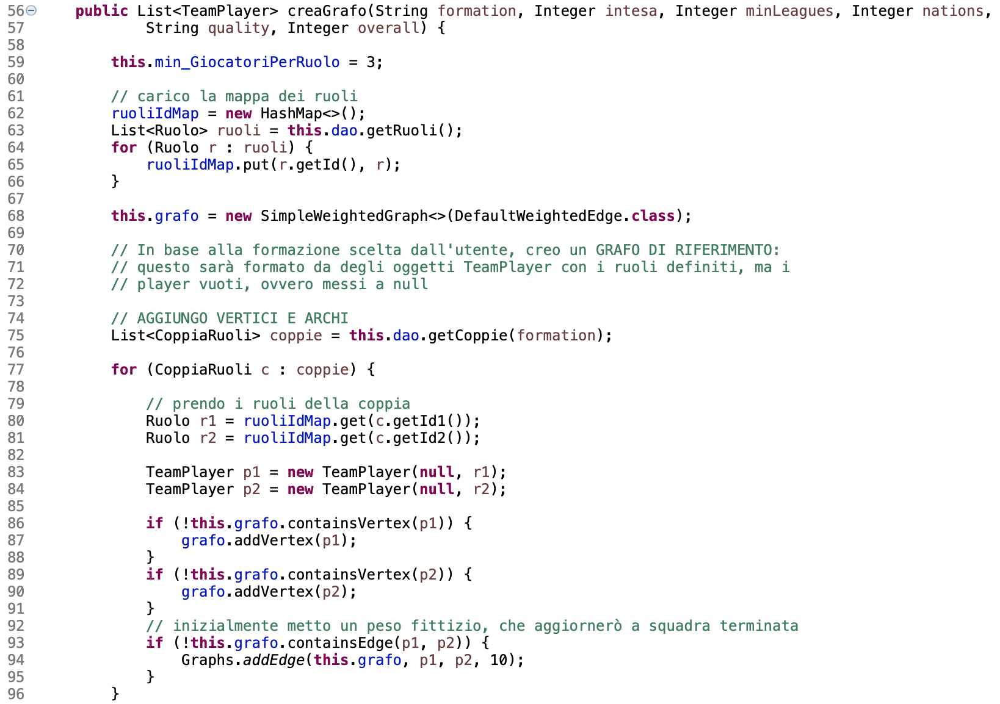 56 public List<TeamPlayer> creaGrafo(String formation, Integer intesa, Integer minLeagues, Integer nations,
57 String quality, Integer overall) {
58
59 this.min_GiocatoriPerRuolo = 3;
60
61 // carico la mappa dei ruoli
62 ruoliIdMap = new HashMap<>();
63 List<Ruolo> ruoli = this.dao.getRuoli();
64 for (Ruolo r : ruoli) {
65 ruoliIdMap.put(r.getId(), r);
66 }
67
68 this.grafo = new SimpleWeightedGraph<>(DefaultWeightedEdge.class);
69
70 // In base alla formazione scelta dall'utente, creo un GRAFO DI RIFERIMENTO:
71 // questo sarà formato da degli oggetti TeamPlayer con i ruoli definiti, ma i
72 // player vuoti, ovvero messi a null
73
74 // AGGIUNGO VERTICI E ARCHI
75 List<CoppiaRuoli> coppie = this.dao.getCoppie(formation);
76
77 for (CoppiaRuoli c : coppie) {
78
79 // prendo i ruoli della coppia
80 Ruolo r1 = ruoliIdMap.get(c.getId1());
81 Ruolo r2 = ruoliIdMap.get(c.getId2());
82
83 TeamPlayer p1 = new TeamPlayer(null, r1);
84 TeamPlayer p2 = new TeamPlayer(null, r2);
85
86 if (!this.grafo.containsVertex(p1)) {
87 grafo.addVertex(p1);
88 }
89 if (!this.grafo.containsVertex(p2)) {
90 grafo.addVertex(p2);
91 }
92 // inizialmente metto un peso fittizio, che aggiornerò a squadra terminata
93 if (!this.grafo.containsEdge(p1, p2)) {
94 Graphs.addEdge(this.grafo, p1, p2, 10);
95 }
96 }